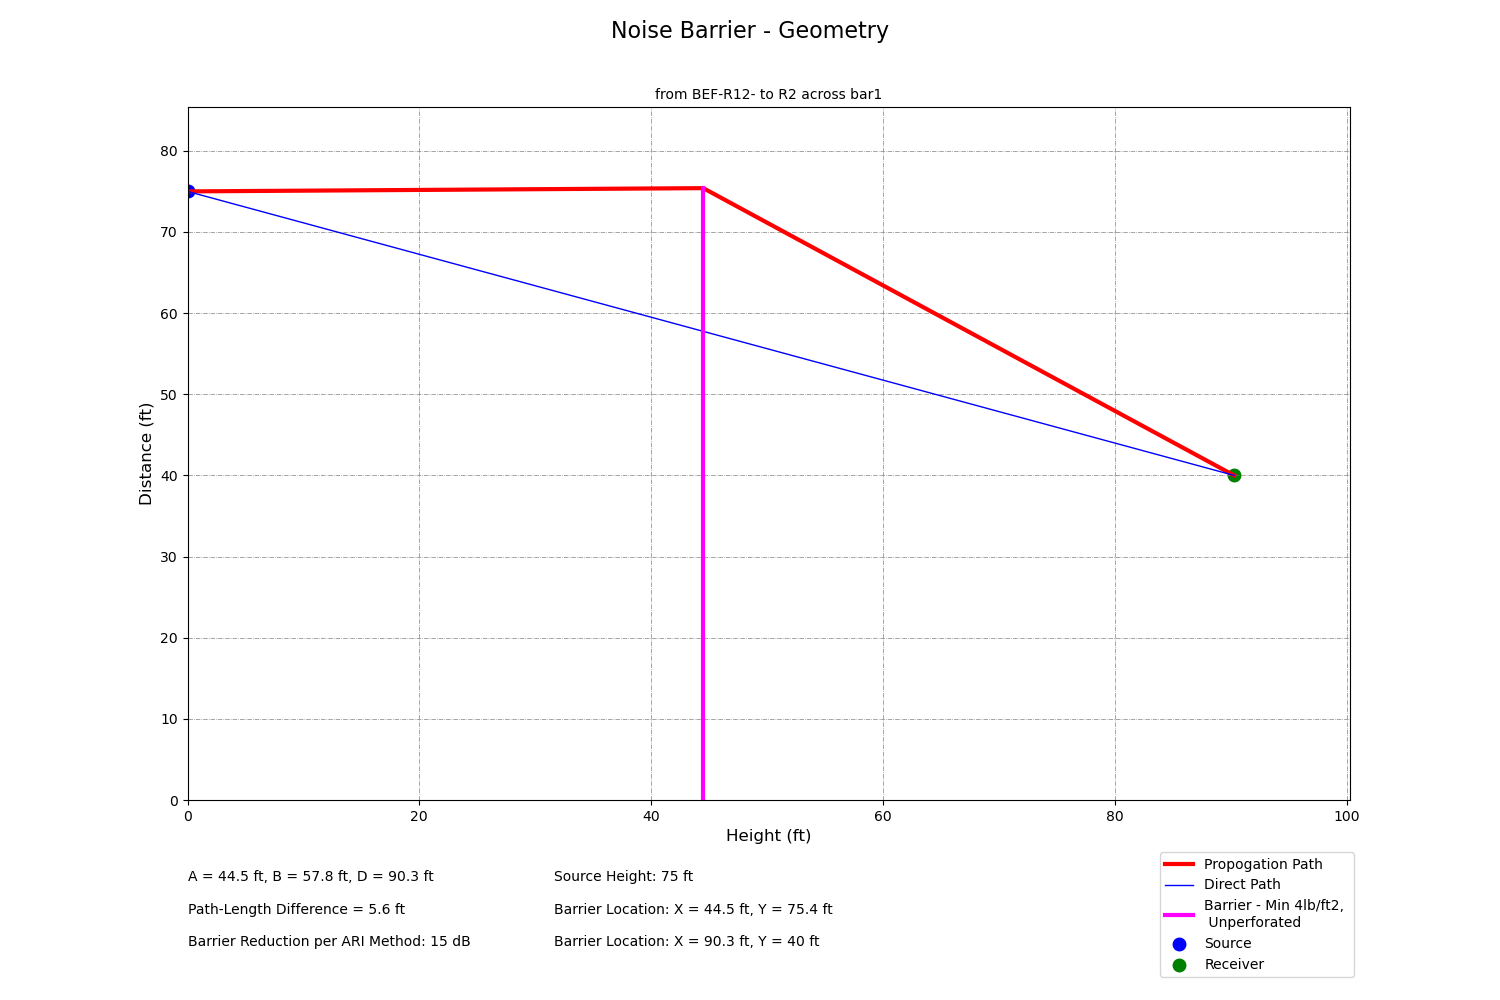 Noise Barrier - Geometry
from BEF-R12- to R2 across bar1
80
70
60
50
40
30
20
10
0
Distance (ft)
0 20 40 60 80 100
Height (ft)
A = 44.5 ft, B = 57.8 ft, D = 90.3 ft
Path-Length Difference = 5.6 ft
Barrier Reduction per ARI Method: 15 dB
Source Height: 75 ft
Barrier Location: X = 44.5 ft, Y = 75.4 ft
Barrier Location: X = 90.3 ft, Y = 40 ft
Propogation Path
Direct Path
Barrier - Min 4lb/ft2,
Unperforated
Source
Receiver